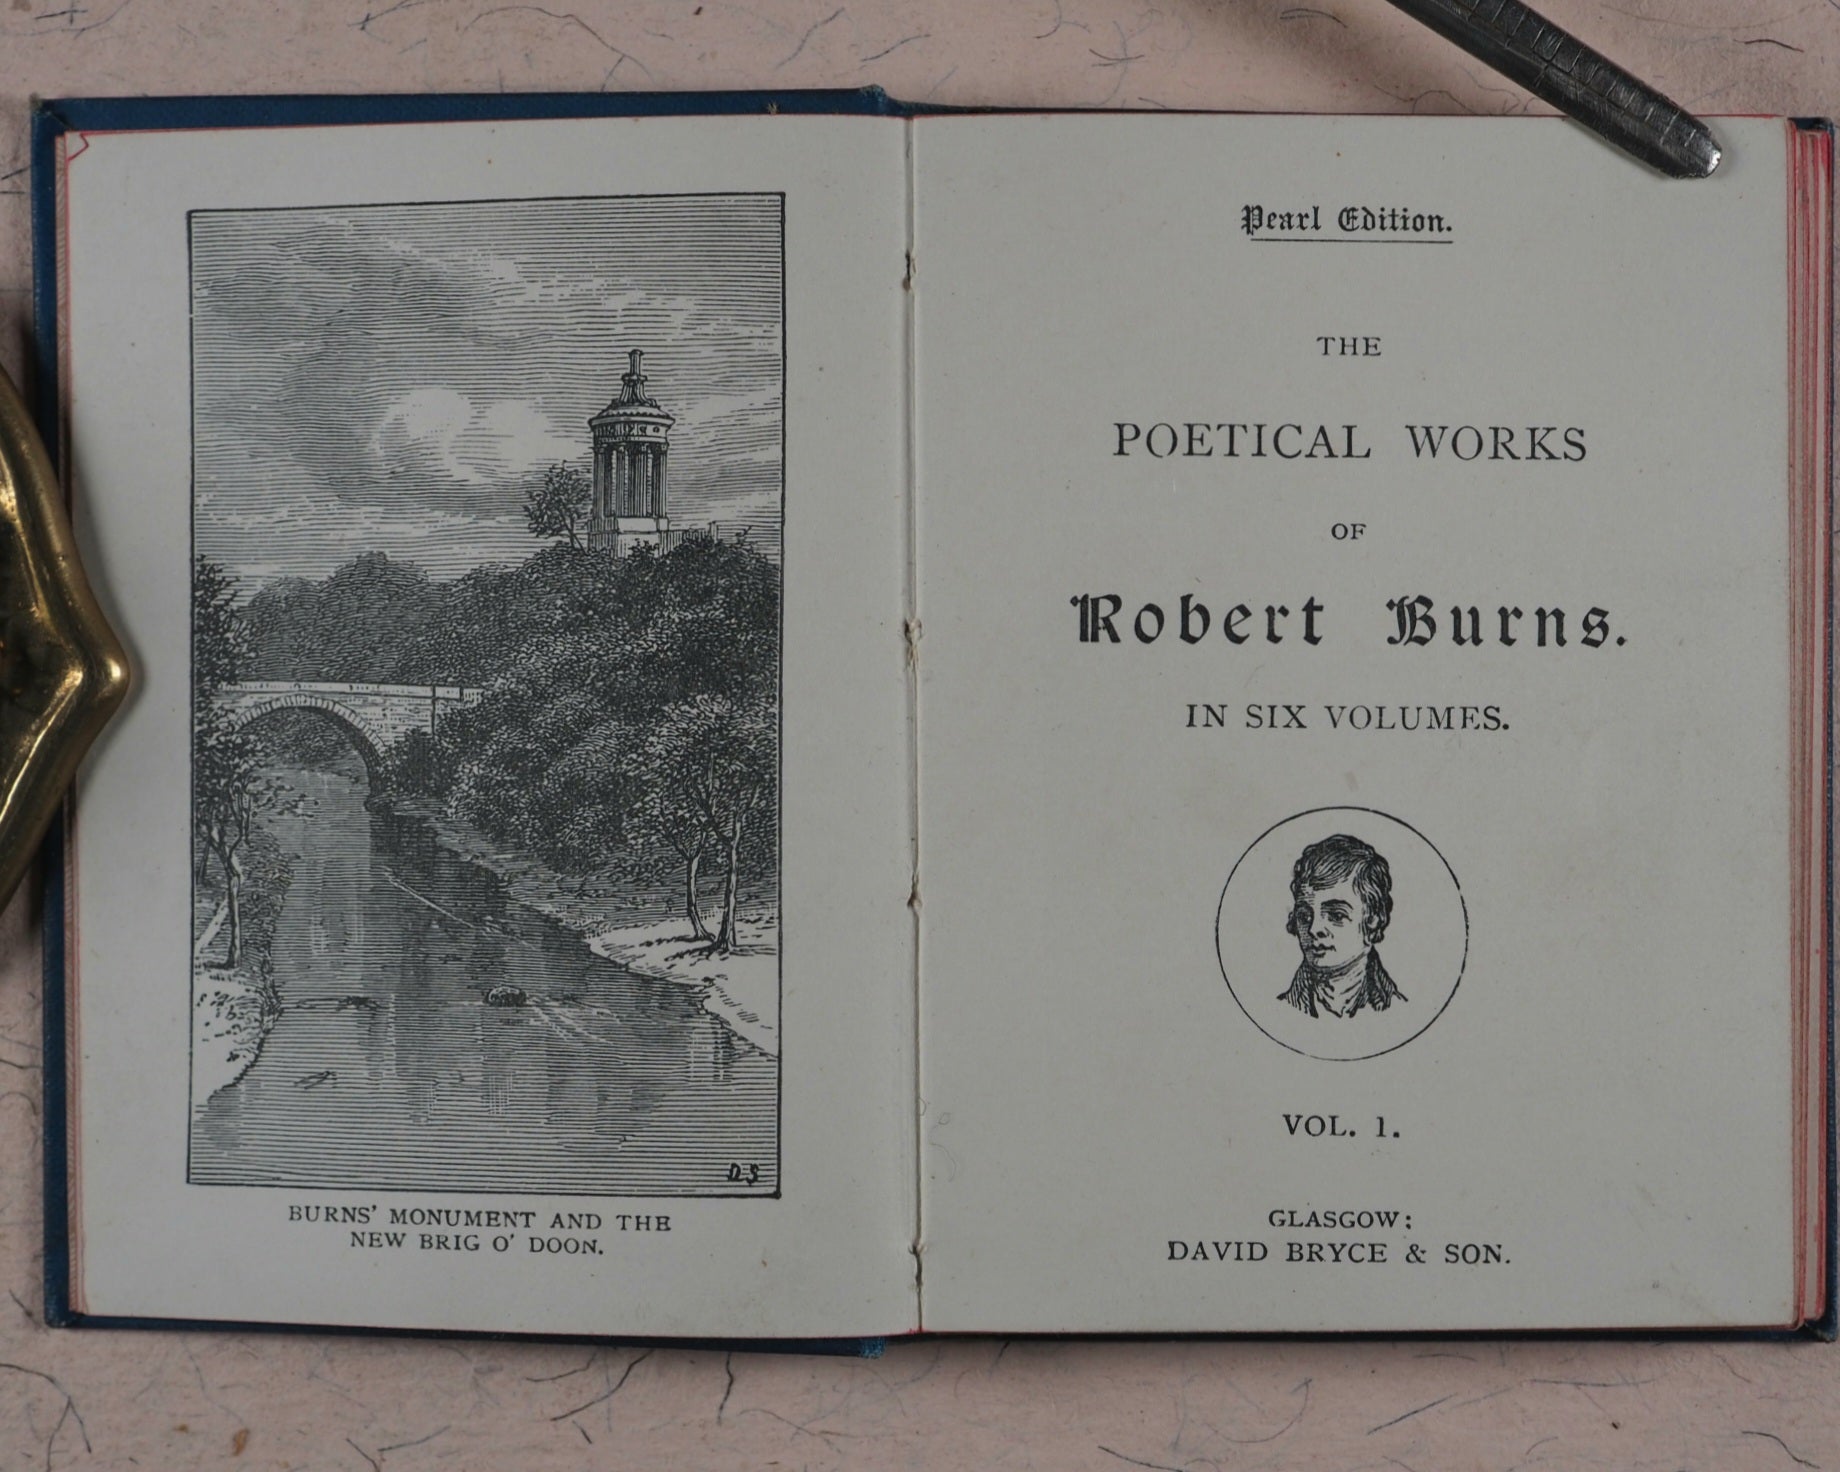 DS
BURNS' MONUMENT AND THE
NEW BRIG O' DOON.
Pearl Edition.
THE
POETICAL WORKS
OF
Robert Burns.
IN SIX VOLUMES.
VOL. 1.
GLASGOW:
DAVID BRYCE & SON.